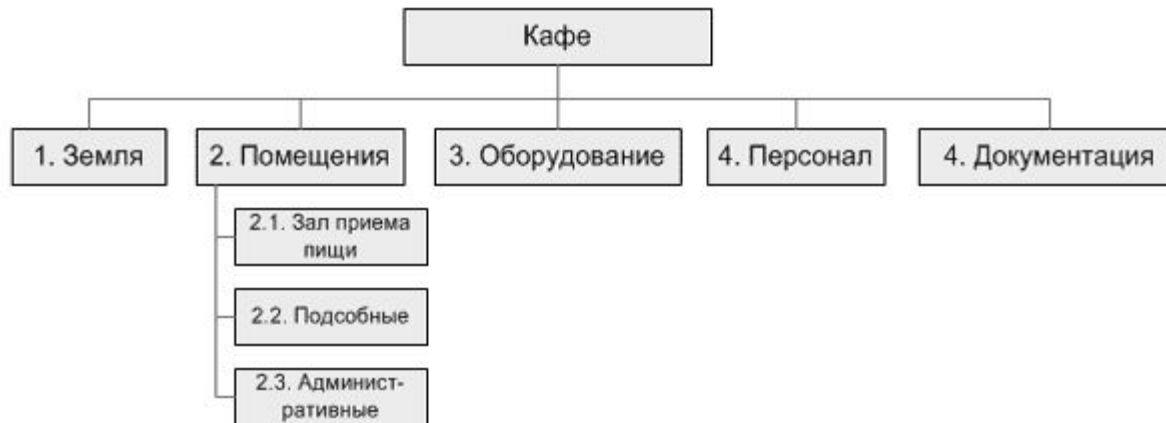 Кафе
1. Земля
2. Помещения
3. Оборудование
4. Персонал
4. Документация
2.1. Зал приема
пищи
2.2. Подсобные
2.3. Админист-
ративные